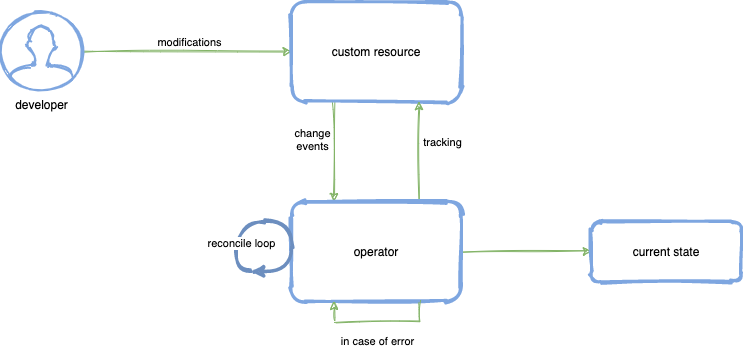 modifications
custom resource
developer
change
events
tracking
reconcile loop
operator
current state
in case of error